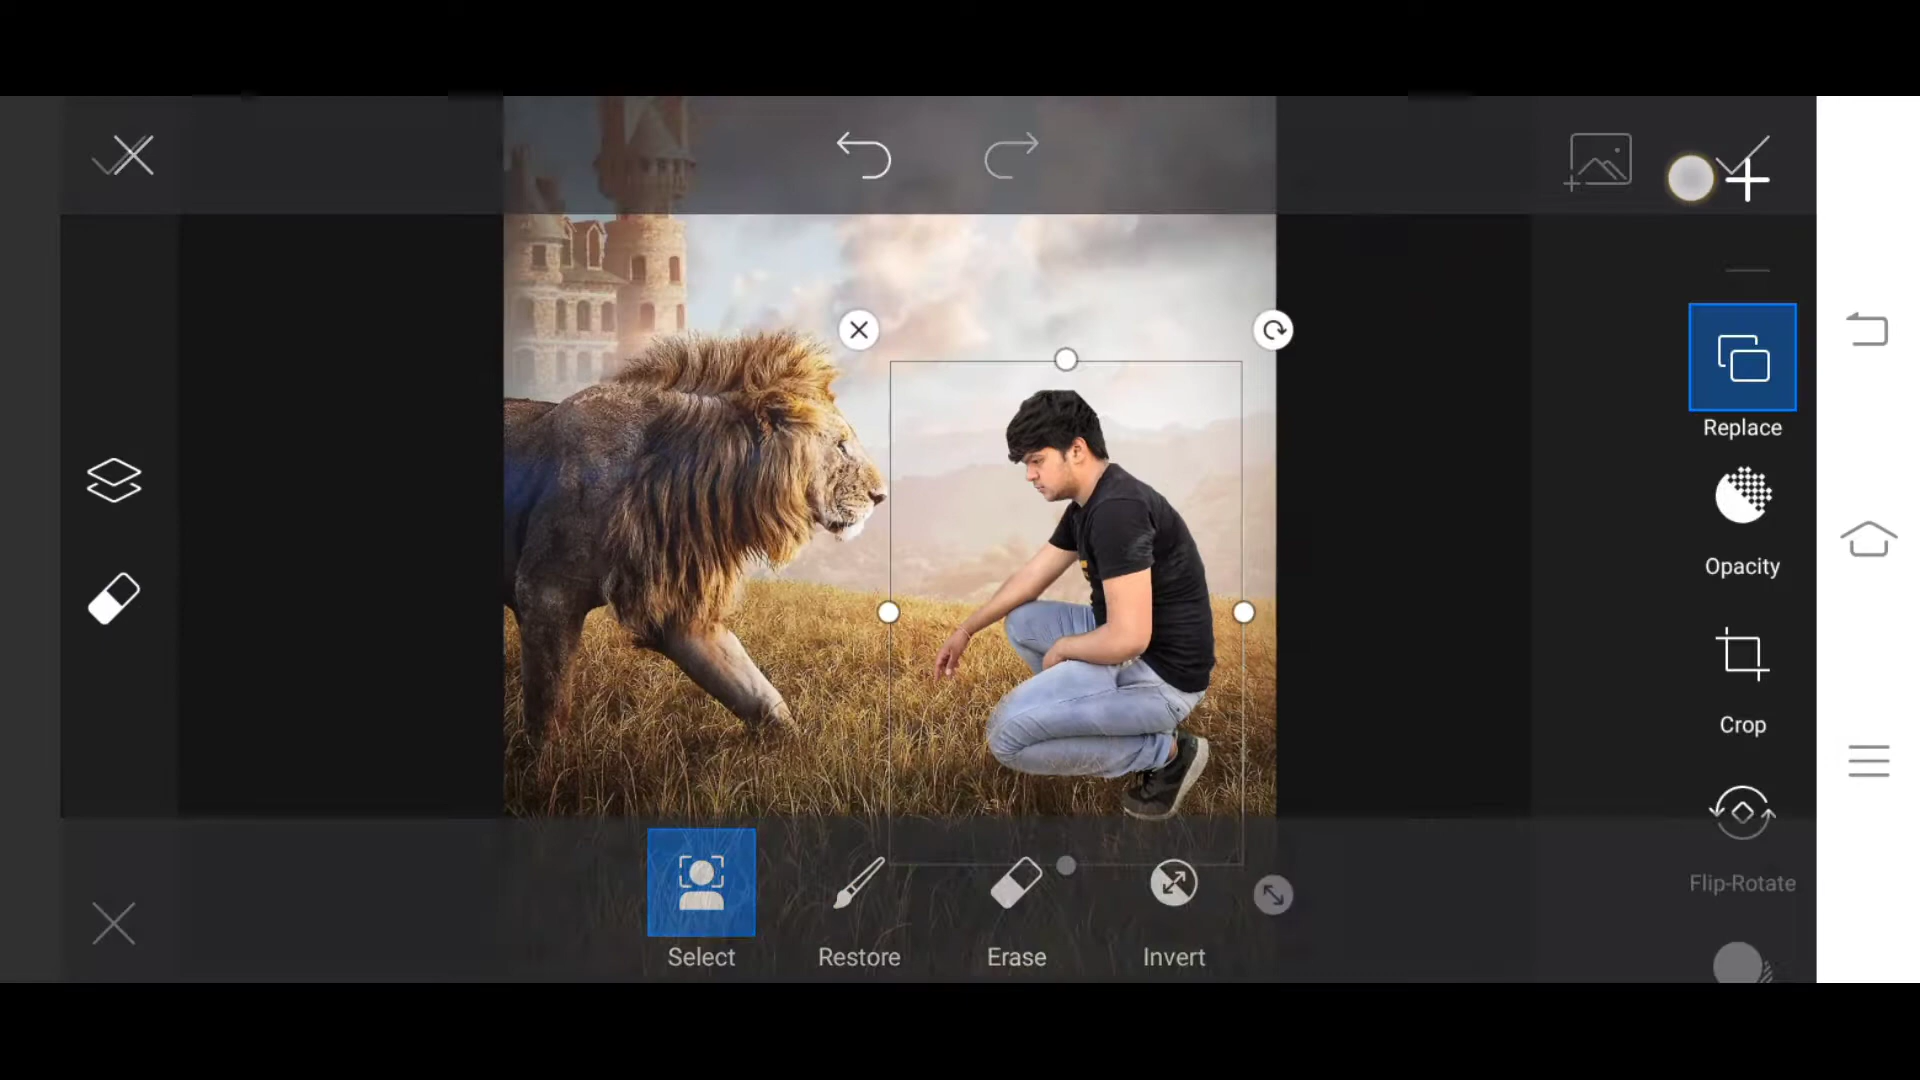 Replace
Opacity
Crop
Flip-Rotate
Select
Restore
Erase
Invert